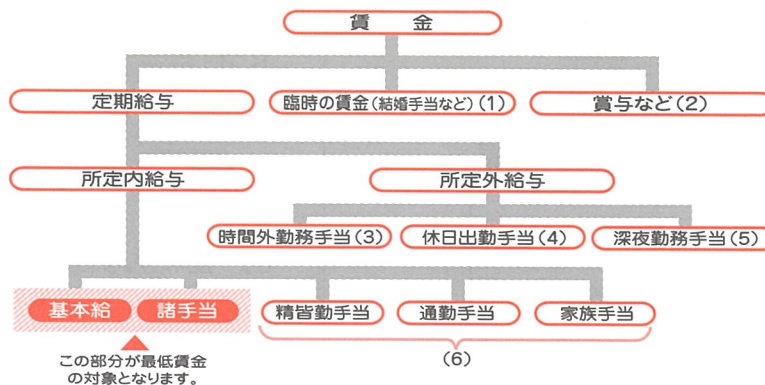 賃金
定期給与
臨時の賃金(結婚手当など)(1)
賞与など(2)
所定内給与
所定外給与
時間外勤務手当(3)
休日出勤手当(4)
深夜勤務手当(5)
基本給
諸手当
精皆勤手当
通勤手当
家族手当
(6)
この部分が最低賃金
の対象となります。